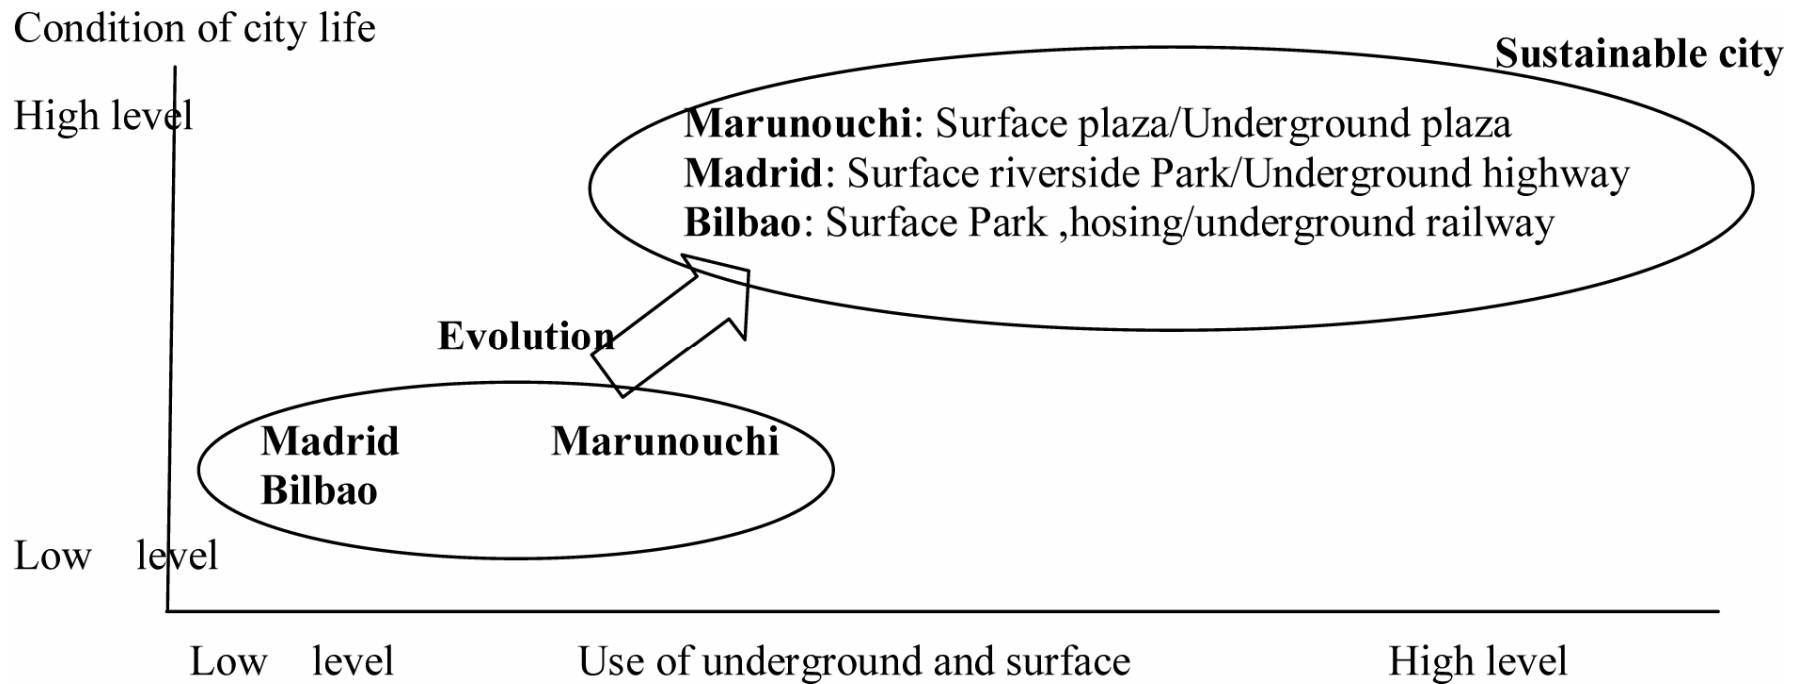 Condition of city life
Sustainable city
High level
Marunouchi: Surface plaza/Underground plaza
Madrid: Surface riverside Park/Underground highway
Bilbao: Surface Park ,hosing/underground railway
Evolution
Madrid Marunouchi
Bilbao
Low level
Low level Use of underground and surface High level